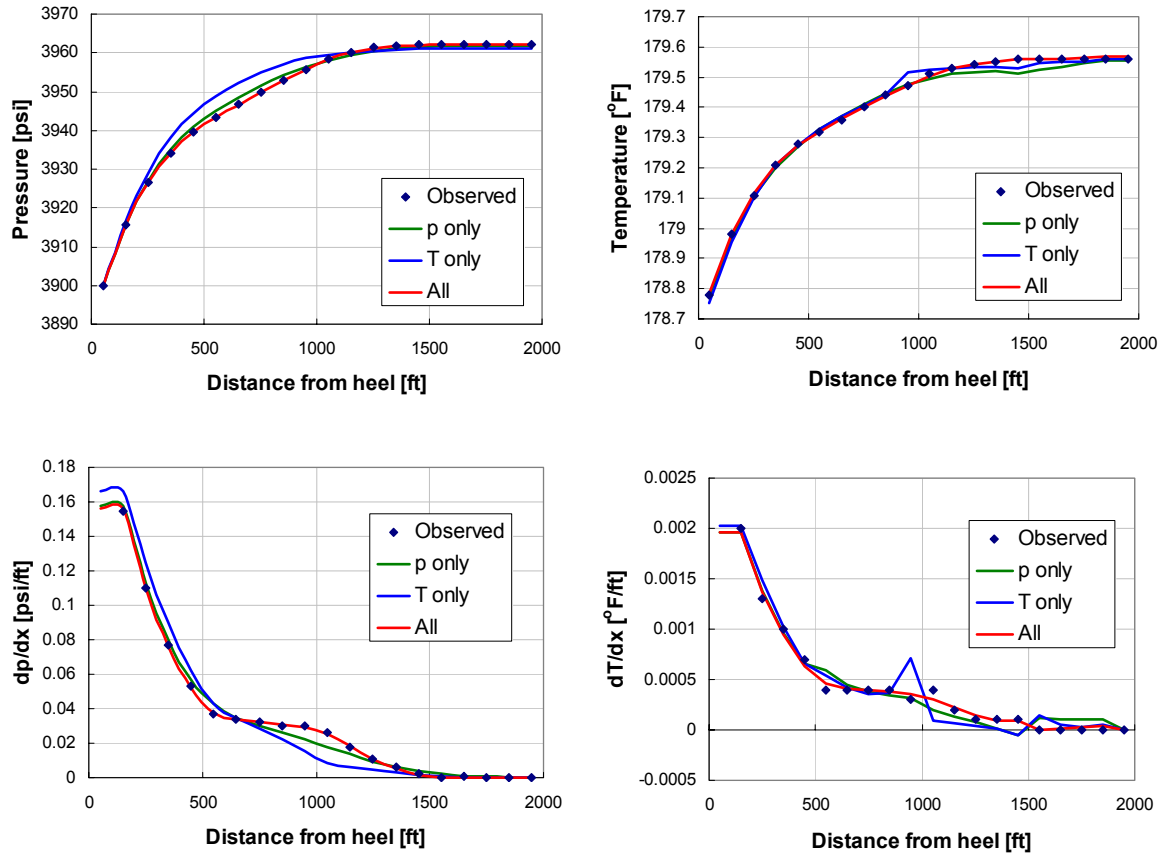 Pressure [psi]
3970
3960
3950
3940
3930
3920
3910
3900
3890
0 500 1000 1500 2000
Distance from heel [ft]
Observed
p only
T only
All
Temperature [°F]
179.7
179.6
179.5
179.4
179.3
179.2
179.1
179
178.9
178.8
178.7
0 500 1000 1500 2000
Distance from heel [ft]
Observed
p only
T only
All
dp/dx [psi/ft]
0.18
0.16
0.14
0.12
0.1
0.08
0.06
0.04
0.02
0
0 500 1000 1500 2000
Distance from heel [ft]
Observed
p only
T only
All
dT/dx [°F/ft]
0.0025
0.002
0.0015
0.001
0.0005
0
-0.0005
0 500 1000 1500 2000
Distance from heel [ft]
Observed
p only
T only
All